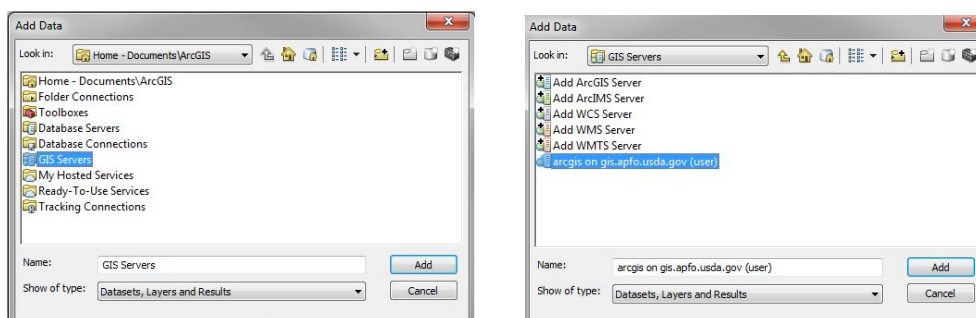 Add Data
Look in: Home - Documents\ArcGIS
Home - Documents\ArcGIS
Folder Connections
Toolboxes
Database Servers
Database Connections
GIS Servers
My Hosted Services
Ready-To-Use Services
Tracking Connections
Name: GIS Servers Add
Show of type: Datasets, Layers and Results Cancel
Add Data
Look in: GIS Servers
Add ArcGIS Server
Add ArcIMS Server
Add WCS Server
Add WMS Server
Add WMTS Server
arcgis on gis.apfo.usda.gov (user)
Name: arcgis on gis.apfo.usda.gov (user) Add
Show of type: Datasets, Layers and Results Cancel